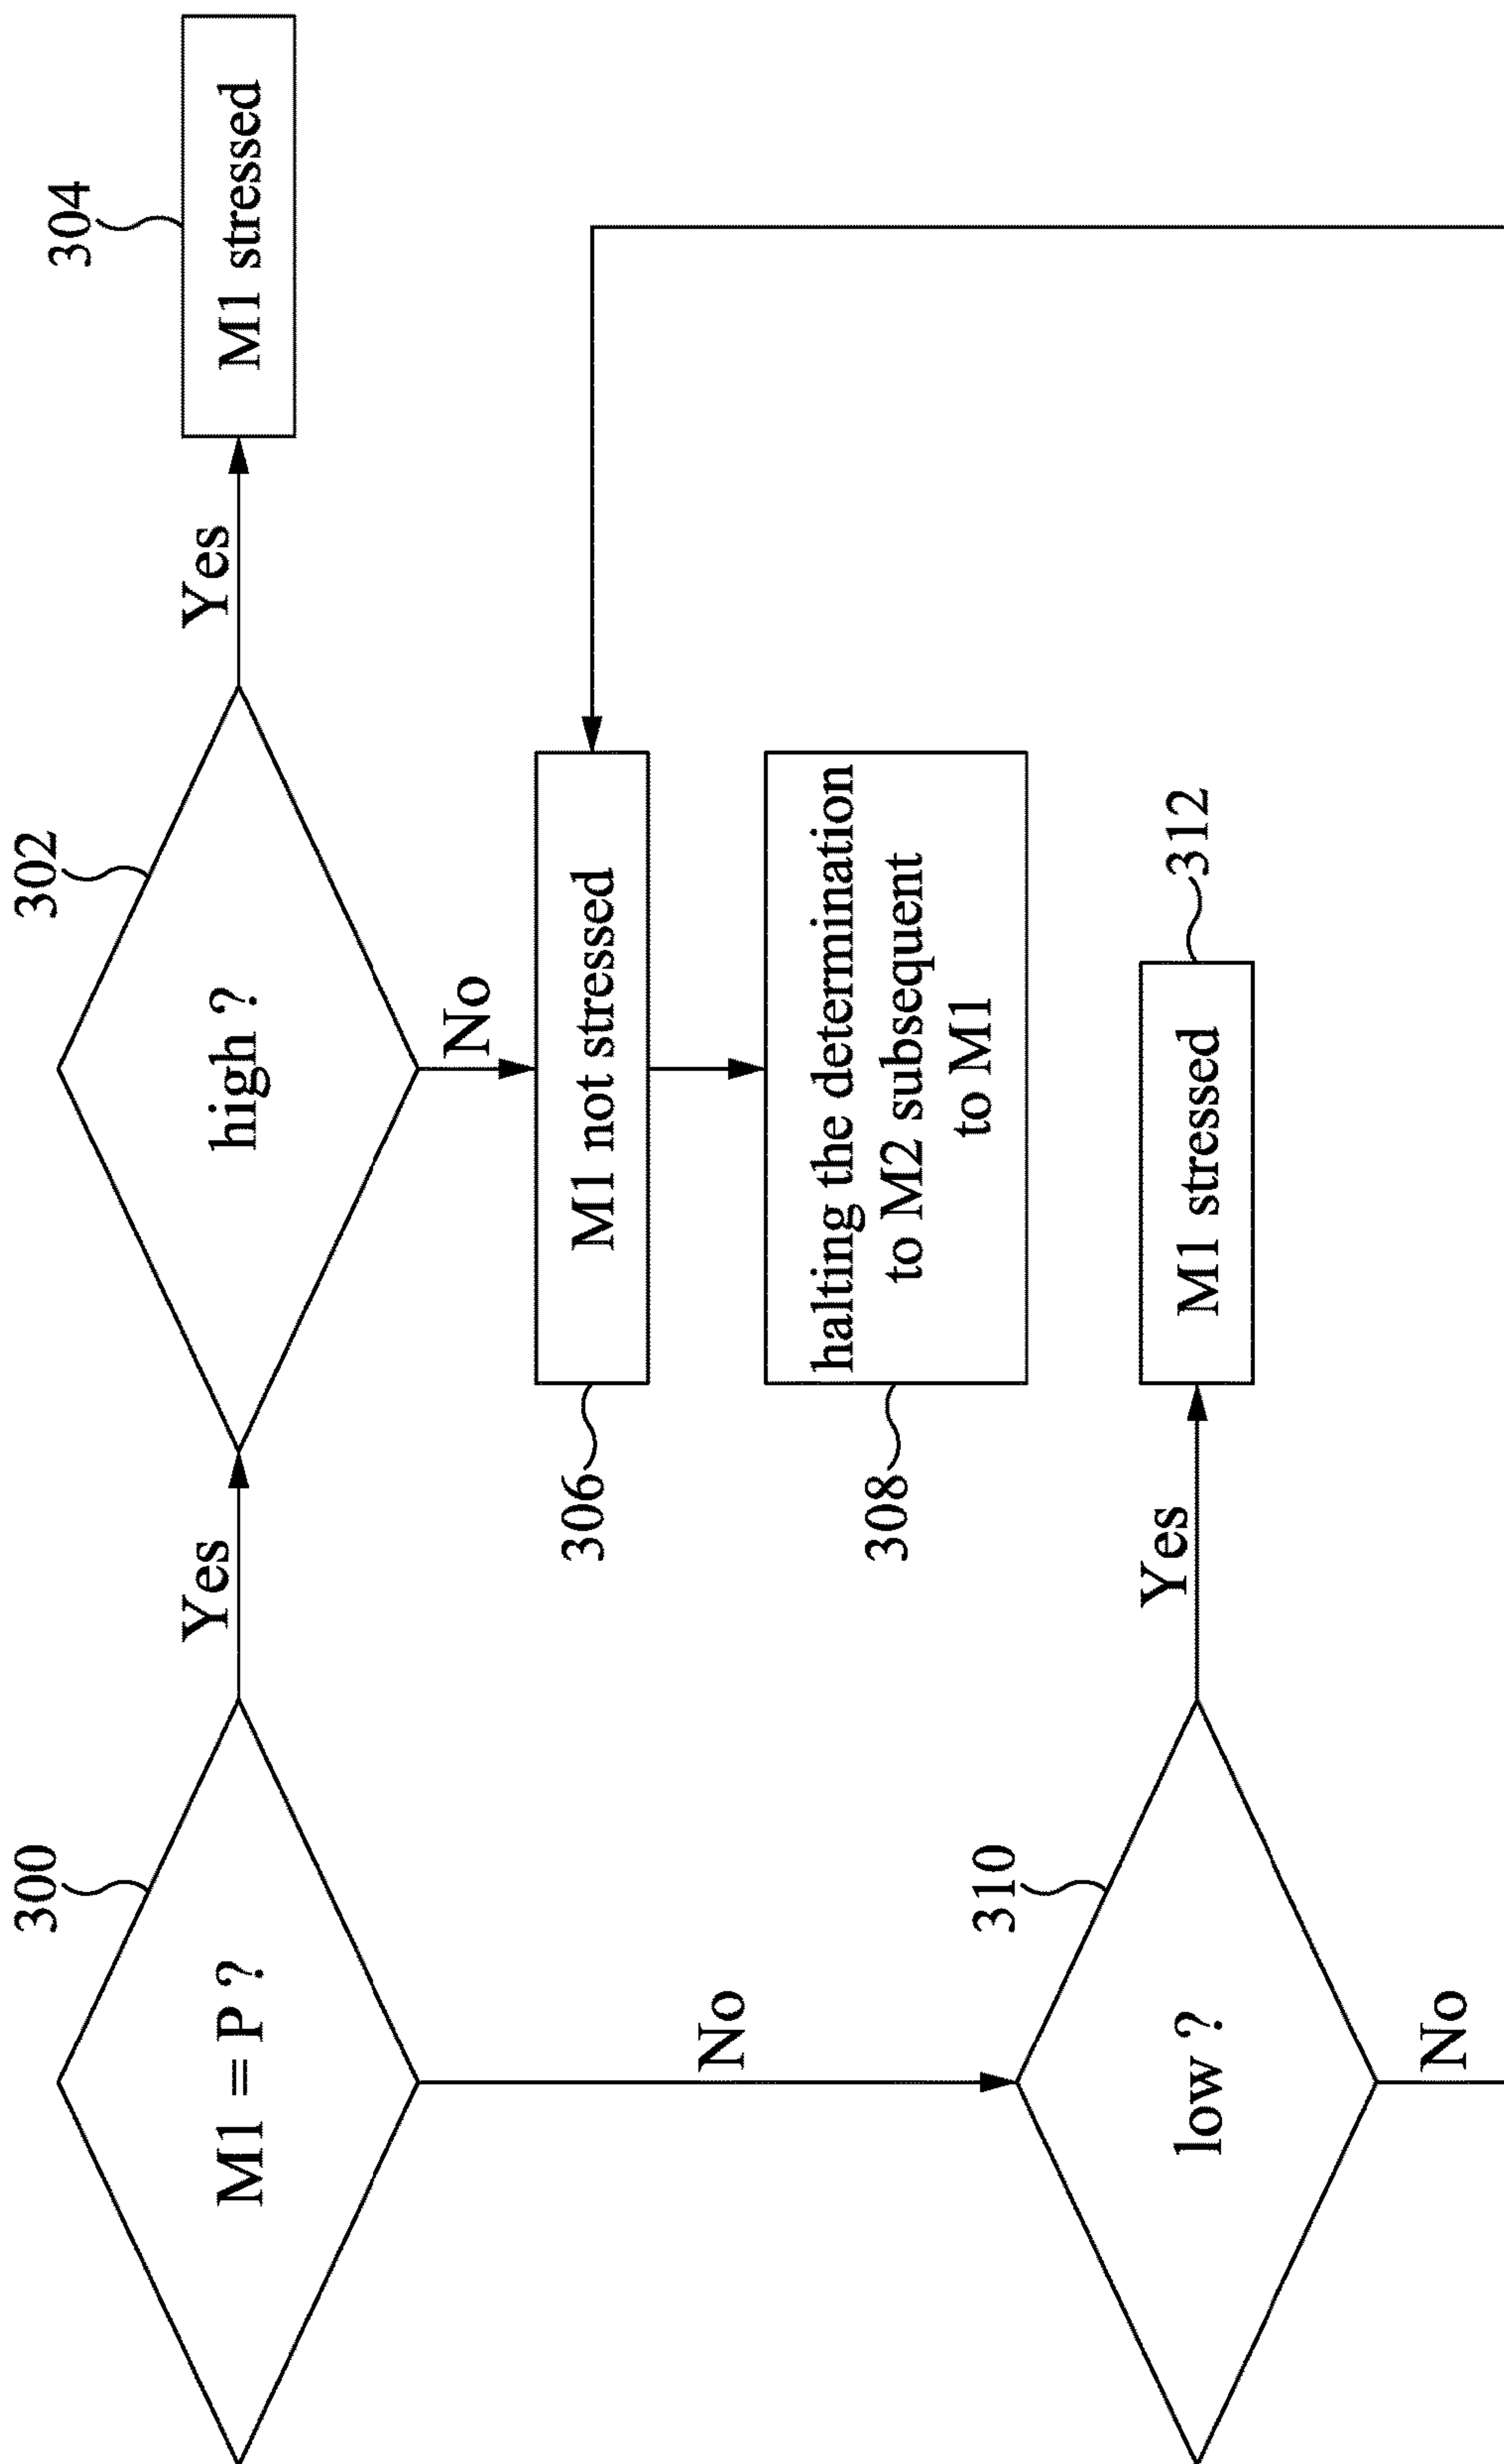 300
M1 = P ?
Yes
302
high ?
Yes
304
M1 stressed
No
306
M1 not stressed
308
halting the determination
to M2 subsequent
to M1
No
310
low ?
Yes
312
M1 stressed
No